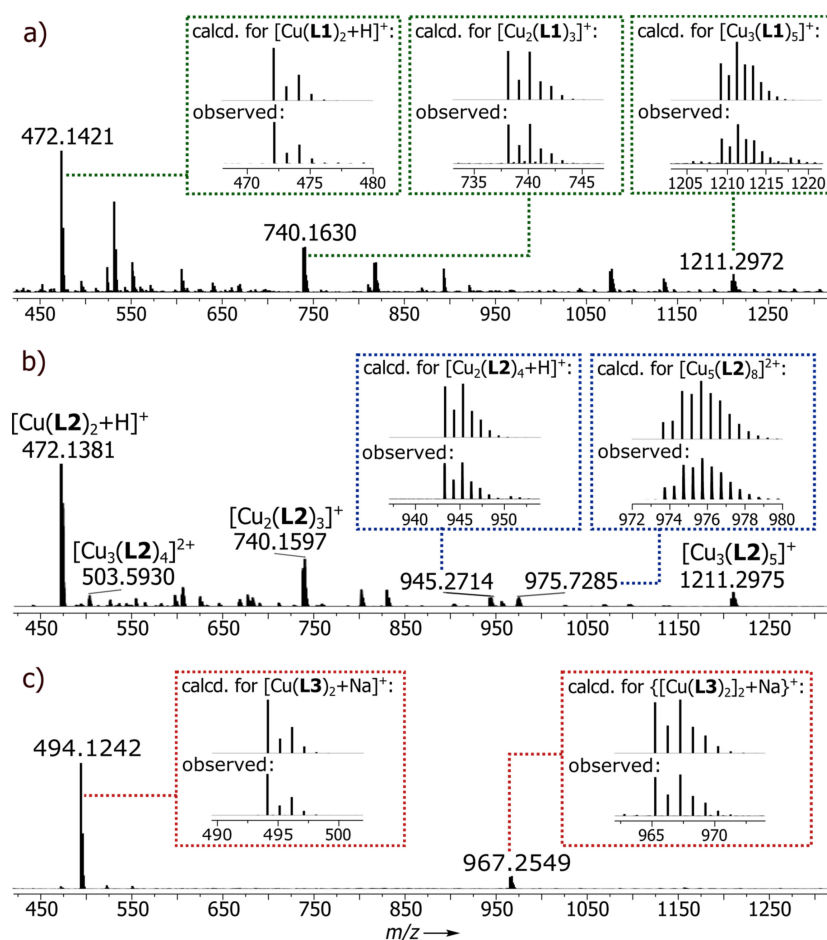 a)
calcd. for [Cu(L1)₂+H]⁺:
observed:
470 475 480
calcd. for [Cu₂(L1)₃]⁺:
observed:
735 740 745
calcd. for [Cu₃(L1)₅]⁺:
observed:
1205 1210 1215 1220
472.1421
740.1630
1211.2972
450 550 650 750 850 950 1050 1150 1250
b)
calcd. for [Cu₂(L2)₄+H]⁺:
observed:
940 945 950
calcd. for [Cu₅(L2)₈]²⁺:
observed:
972 974 976 978 980
[Cu(L2)₂+H]⁺
472.1381
[Cu₃(L2)₄]²⁺
503.5930
[Cu₂(L2)₃]⁺
740.1597
945.2714
975.7285
[Cu₃(L2)₅]⁺
1211.2975
450 550 650 750 850 950 1050 1150 1250
c)
calcd. for [Cu(L3)₂+Na]⁺:
observed:
490 495 500
calcd. for {[Cu(L3)₂]₂+Na}⁺:
observed:
965 970
494.1242
967.2549
450 550 650 750 850 950 1050 1150 1250
m/z →